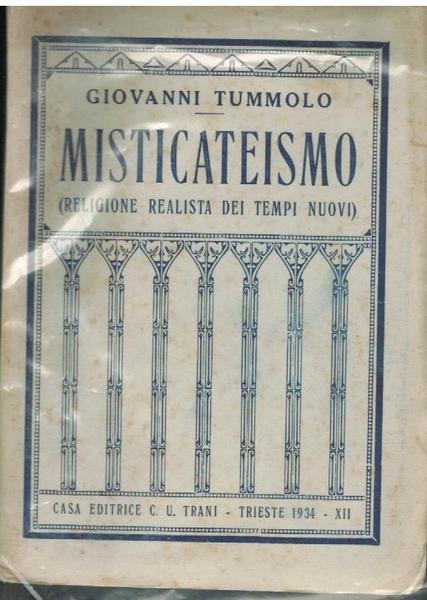 GIOVANNI TUMMOLO
MISTICATEISMO
(RELIGIONE REALISTA DEI TEMPI NUOVI)
CASA EDITRICE C. U. TRANI - TRIESTE 1934 - XII